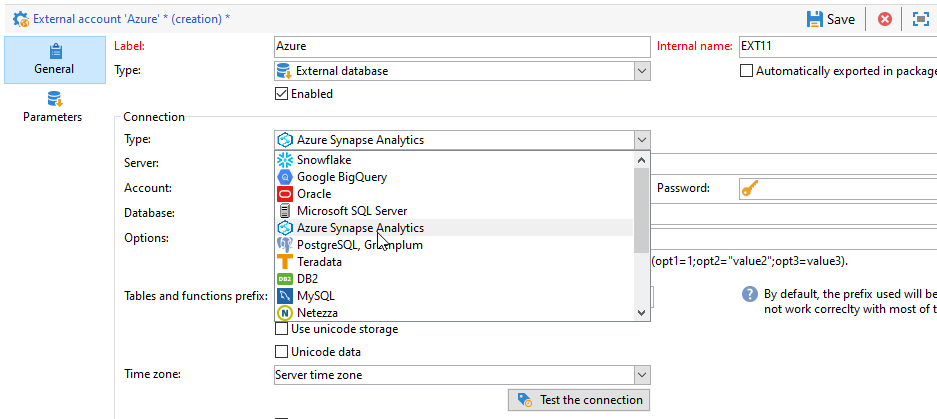 External account 'Azure' * (creation) *
Save
General
Parameters
Label:
Azure
Internal name:
EXT11
Type:
External database
Automatically exported in package
Enabled
Connection
Type:
Azure Synapse Analytics
Server:
Snowflake
Google BigQuery
Account:
Oracle
Password:
Database:
Microsoft SQL Server
Options:
Azure Synapse Analytics
PostgreSQL, Greenplum
Teradata
(opt1=1;opt2="value2";opt3=value3).
DB2
DB2
Tables and functions prefix:
MySQL
By default, the prefix used will be
Netezza
not work correclty with most of t
Use unicode storage
Unicode data
Time zone:
Server time zone
Test the connection